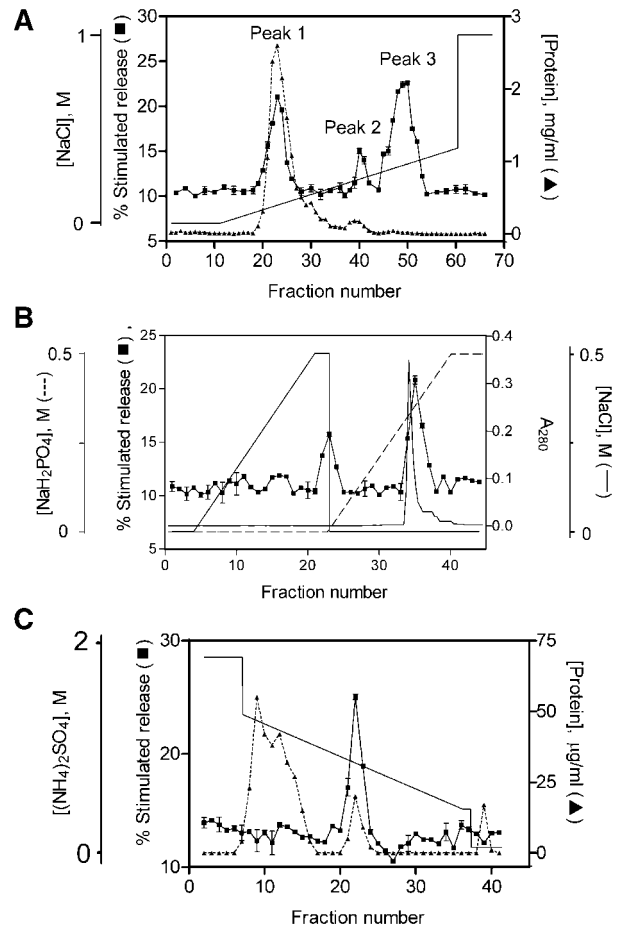 A
[NaCl], M
1
0
% Stimulated release (■)
30
25
20
15
10
5
Peak 1
Peak 2
Peak 3
3
2
1
0
[Protein], mg/ml (▲)
0 10 20 30 40 50 60 70
Fraction number
B
[NaH2PO4], M (---)
0.5
0
% Stimulated release (■) .
25
20
15
10
5
0.4
0.3
0.2
0.1
0.0
A280
0.5
0
[NaCl], M (—)
0 10 20 30 40
Fraction number
C
[(NH4)2SO4], M
2
0
% Stimulated release (■)
30
20
10
75
50
25
0
[Protein], µg/ml (▲)
0 10 20 30 40
Fraction number